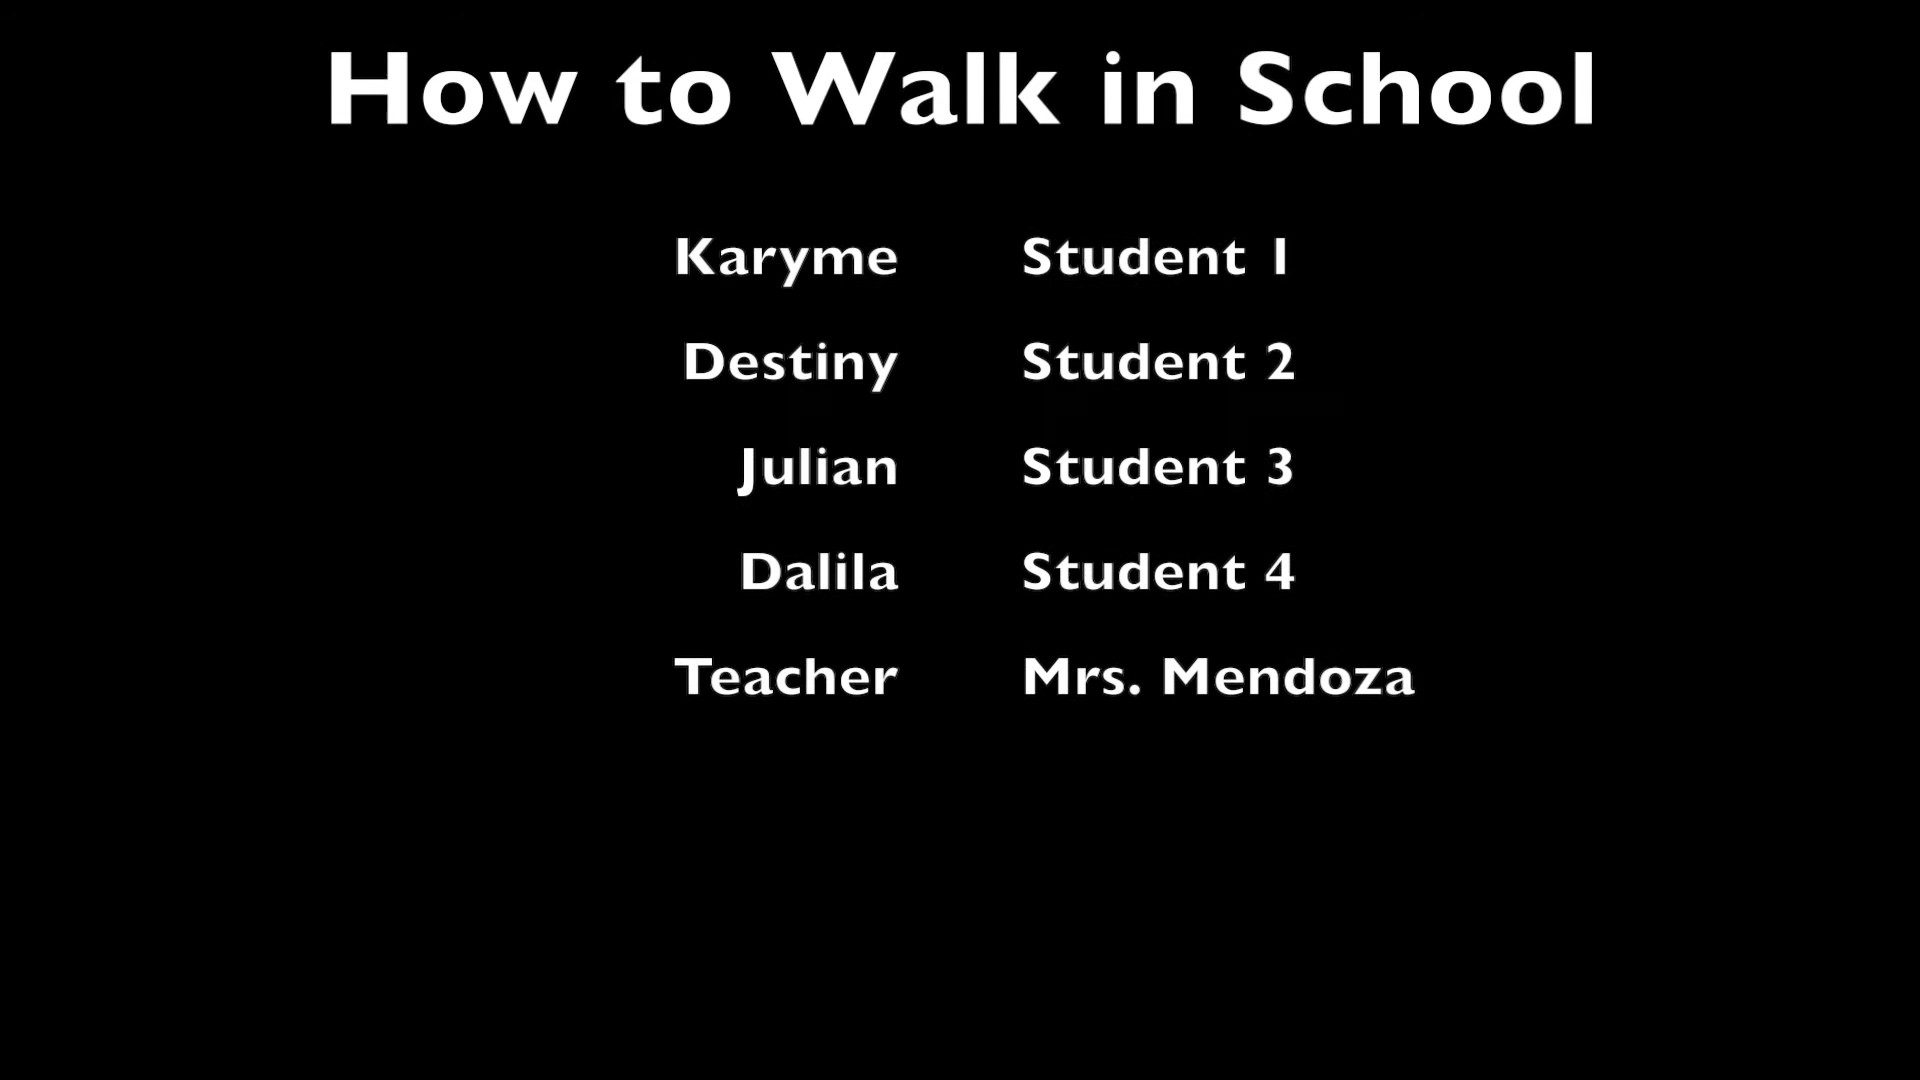 How to Walk in School
Karyme Student 1
Destiny Student 2
Julian Student 3
Dalila Student 4
Teacher Mrs. Mendoza